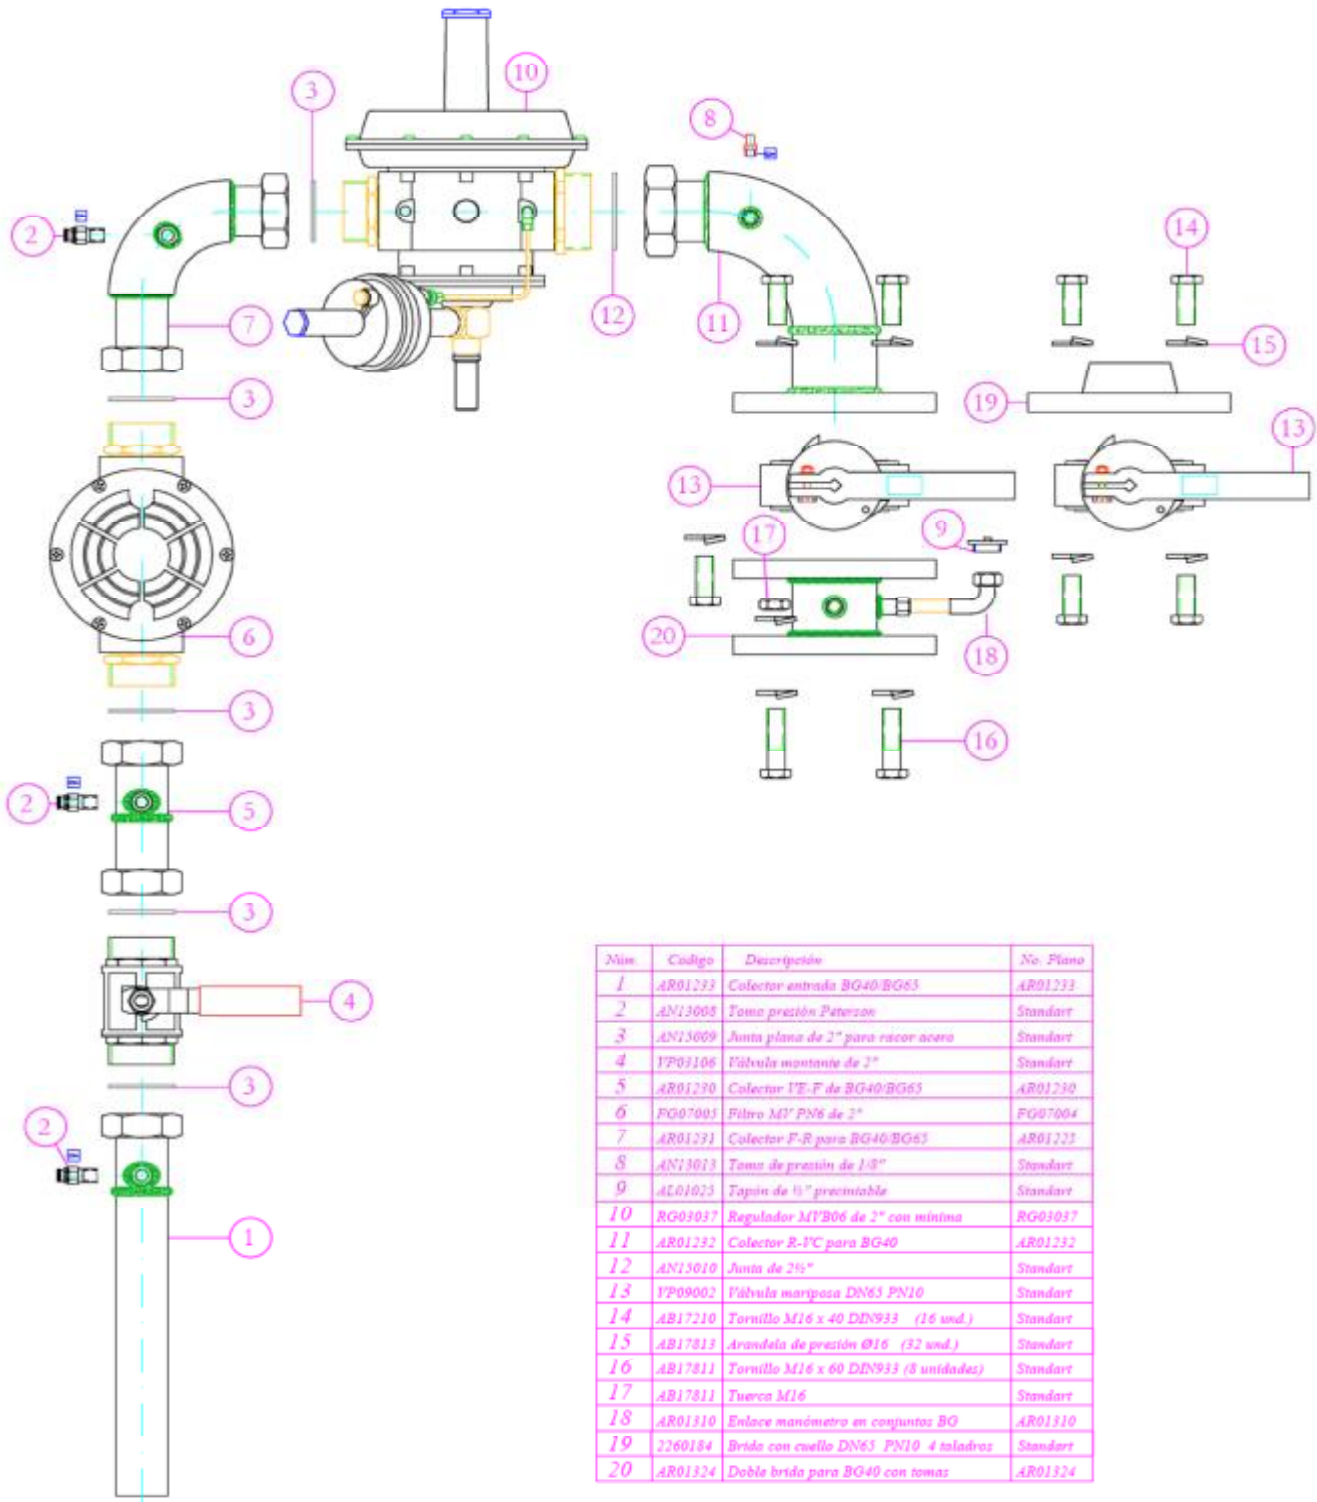 10
3
8
2
14
7
12
11
15
3
19
13
13
17
9
6
20
18
3
16
2
5
3
4
3
2
1
Núm. Codigo Descripción No. Plano
1 AR01233 Colector entrada BG40/BG65 AR01233
2 AN13008 Toma presión Peterson Standart
3 AN15009 Junta plana de 2" para racor acero Standart
4 VP03106 Válvula montante de 2" Standart
5 AR01230 Colector VE-F de BG40/BG65 AR01230
6 FG07005 Filtro MV PN6 de 2" FG07004
7 AR01231 Colector F-R para BG40/BG65 AR01225
8 AN13013 Toma de presión de 1/8" Standart
9 AL01025 Tapón de ½" precintable Standart
10 RG03037 Regulador MVB06 de 2" con mínima RG03037
11 AR01232 Colector R-VC para BG40 AR01232
12 AN15010 Junta de 2½" Standart
13 VP09002 Válvula mariposa DN65 PN10 Standart
14 AB17210 Tornillo M16 x 40 DIN933 (16 und.) Standart
15 AB17813 Arandela de presión Ø16 (32 und.) Standart
16 AB17811 Tornillo M16 x 60 DIN933 (8 unidades) Standart
17 AB17811 Tuerca M16 Standart
18 AR01310 Enlace manómetro en conjuntos BG AR01310
19 2260184 Brida con cuello DN65 PN10 4 taladros Standart
20 AR01324 Doble brida para BG40 con tomas AR01324